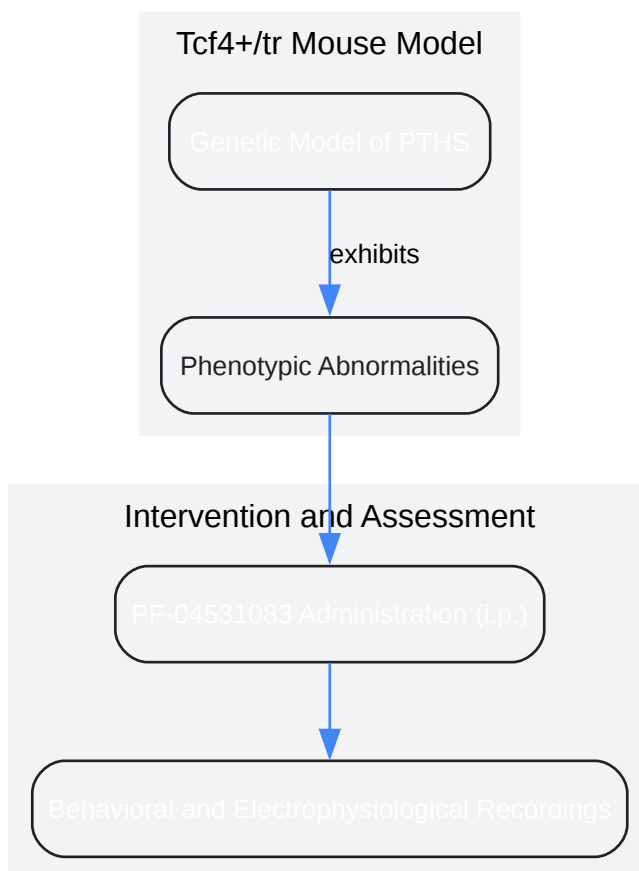 Tcf4+/tr Mouse Model
Genetic Model of PTHS
exhibits
Phenotypic Abnormalities
Intervention and Assessment
PF-04531083 Administration (i.p.)
Behavioral and Electrophysiological Recordings